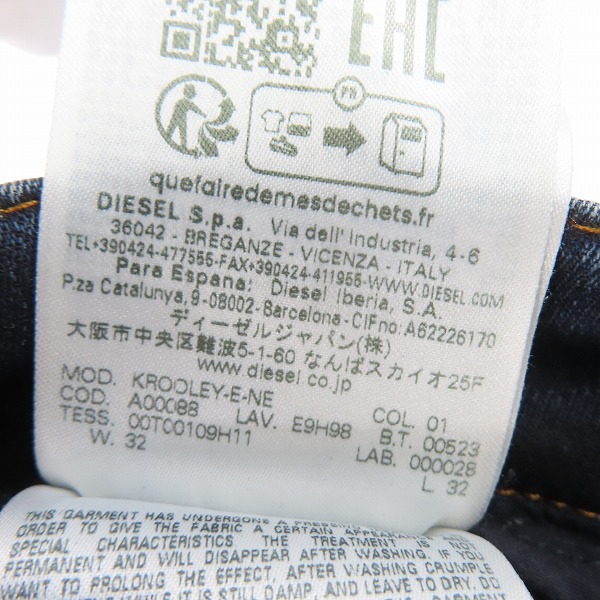 EAC
FR
quefairedemesdechets.fr
DIESEL S.p.a. Via dell' Industria, 4-6
36042 - BREGANZE - VICENZA - ITALY
TEL+390424-477555-FAX+390424-411955-WWW.DIESEL.COM
Para Espana: Diesel Iberia, S.A.
P.za Catalunya, 9-08002-Barcelona-CIFno:A62226170
ディーゼルジャパン(株)
大阪市中央区難波5-1-60 なんばスカイオ25F
www.diesel.co.jp
MOD. KROOLEY-E-NE COL. 01
COD. A00088 LAV. E9H98 B.T. 00523
TESS. 00TC0109H11 LAB. 000028
W. 32 L. 32
THIS GARMENT HAS UNDERGONE A PRESSING
ORDER TO GIVE THE FABRIC A CERTAIN APPEARANCE
SPECIAL CHARACTERISTICS THE TREATMENT IS NOT
PERMANENT AND WILL DISAPPEAR AFTER WASHING. IF YOU
WANT TO PROLONG THE EFFECT, AFTER WASHING CRUMPLE
WHILE IT IS STILL DAMP, AND LEAVE TO DRY. DO